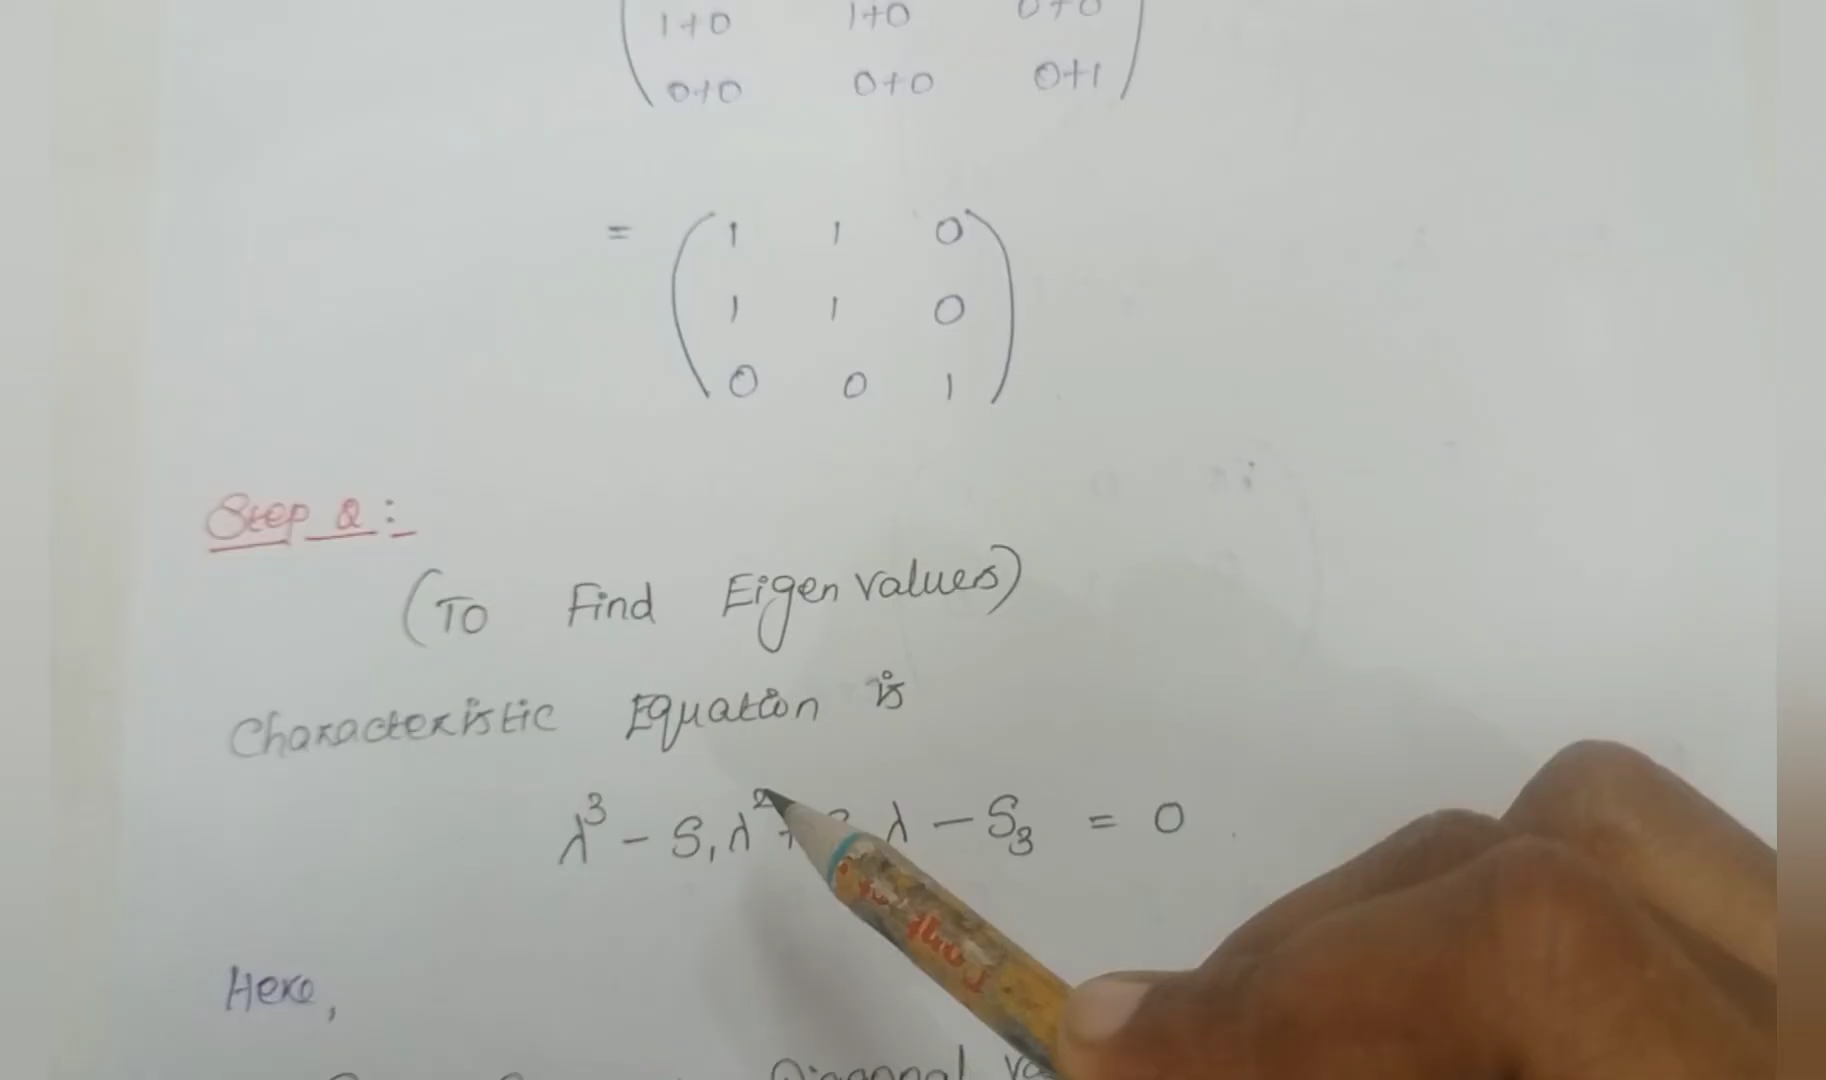 1+0 1+0 0+0
0+0 0+0 0+1
= 1 1 0
1 1 0
0 0 1
Step 2:
(To Find Eigen values)
Characteristic Equation is
λ³ - S₁λ²+ λ - S₃ = 0
Here,
Diagonal